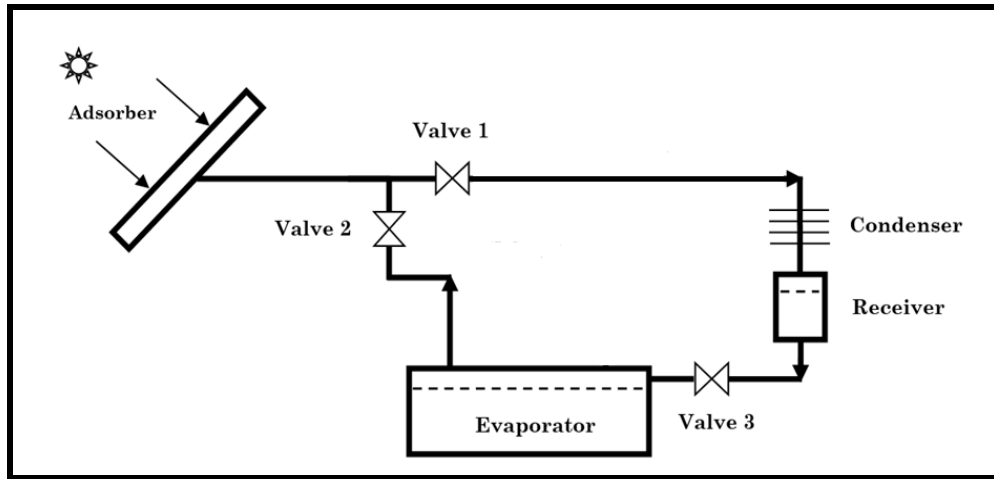 Adsorber
Valve 1
Valve 2
Condenser
Receiver
Evaporator
Valve 3